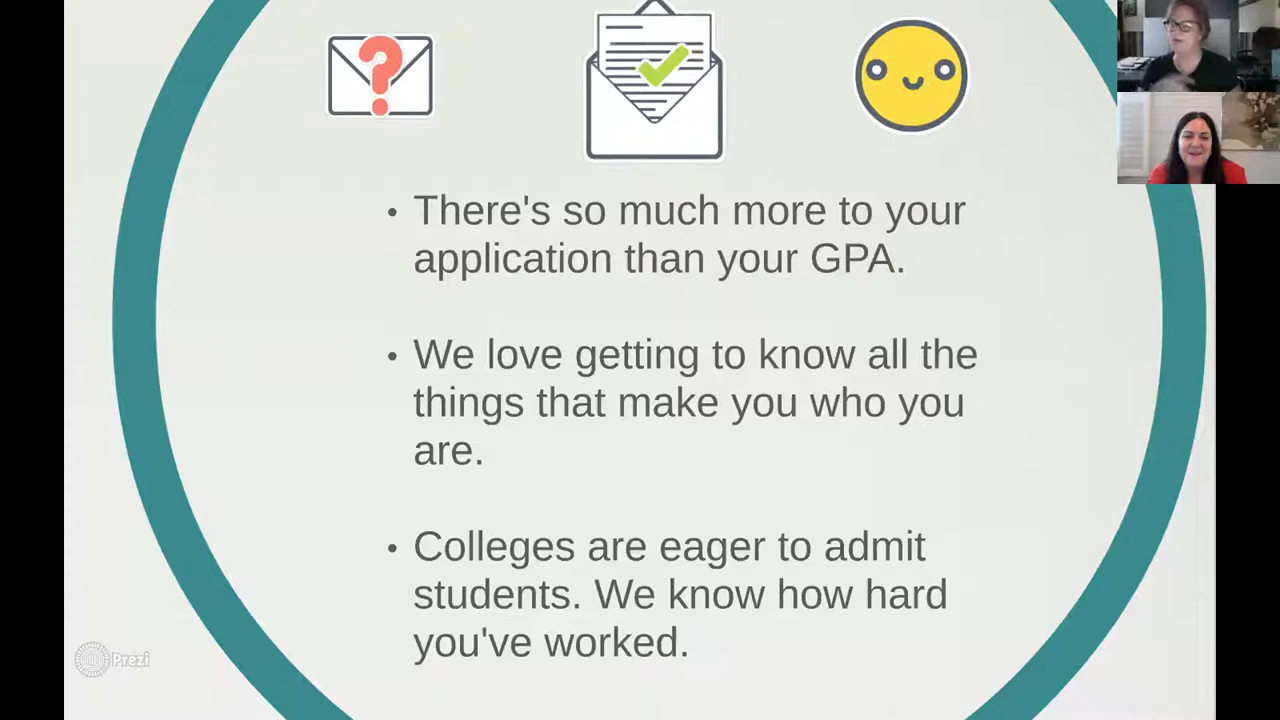 • There's so much more to your
application than your GPA.
• We love getting to know all the
things that make you who you
are.
• Colleges are eager to admit
students. We know how hard
you've worked.
Prezi